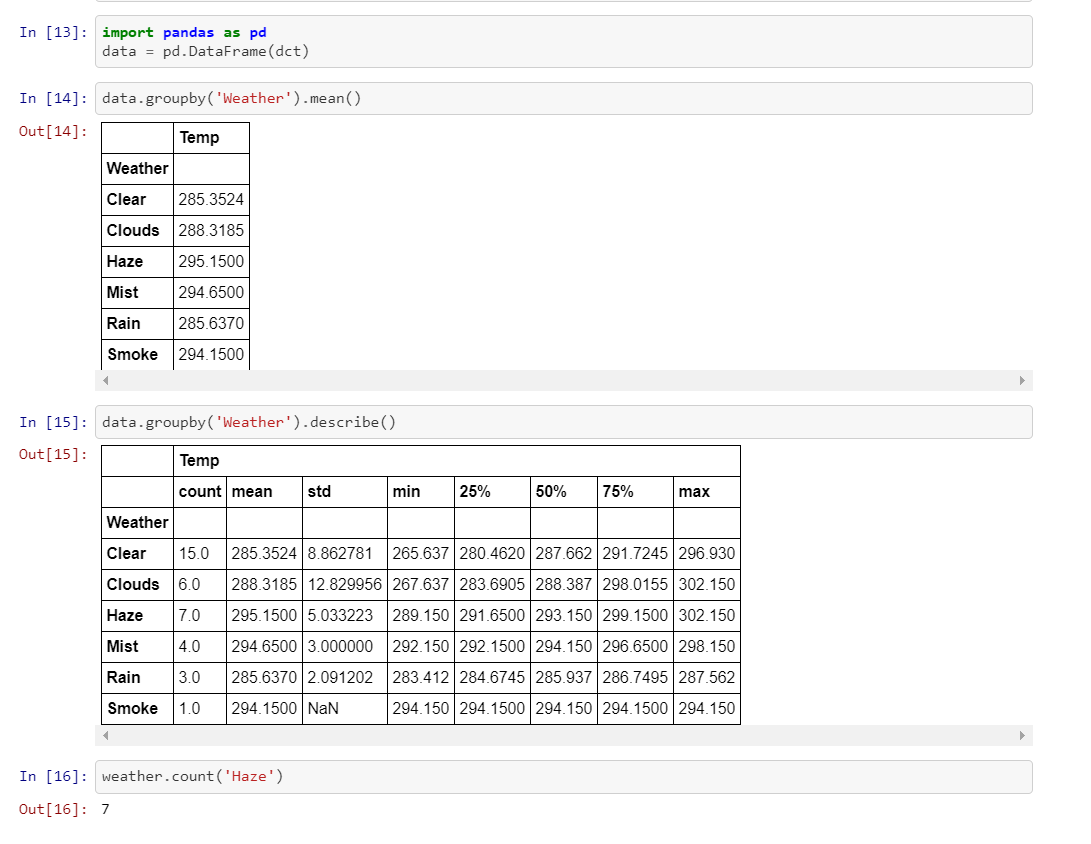 In [13]: import pandas as pd
data = pd.DataFrame(dct)
In [14]: data.groupby('Weather').mean()
Out[14]:
Temp
Weather
Clear 285.3524
Clouds 288.3185
Haze 295.1500
Mist 294.6500
Rain 285.6370
Smoke 294.1500
In [15]: data.groupby('Weather').describe()
Out[15]:
Temp
count mean std min 25% 50% 75% max
Weather
Clear 15.0 285.3524 8.862781 265.637 280.4620 287.662 291.7245 296.930
Clouds 6.0 288.3185 12.829956 267.637 283.6905 288.387 298.0155 302.150
Haze 7.0 295.1500 5.033223 289.150 291.6500 293.150 299.1500 302.150
Mist 4.0 294.6500 3.000000 292.150 292.1500 294.150 296.6500 298.150
Rain 3.0 285.6370 2.091202 283.412 284.6745 285.937 286.7495 287.562
Smoke 1.0 294.1500 NaN 294.150 294.1500 294.150 294.1500 294.150
In [16]: weather.count('Haze')
Out[16]: 7